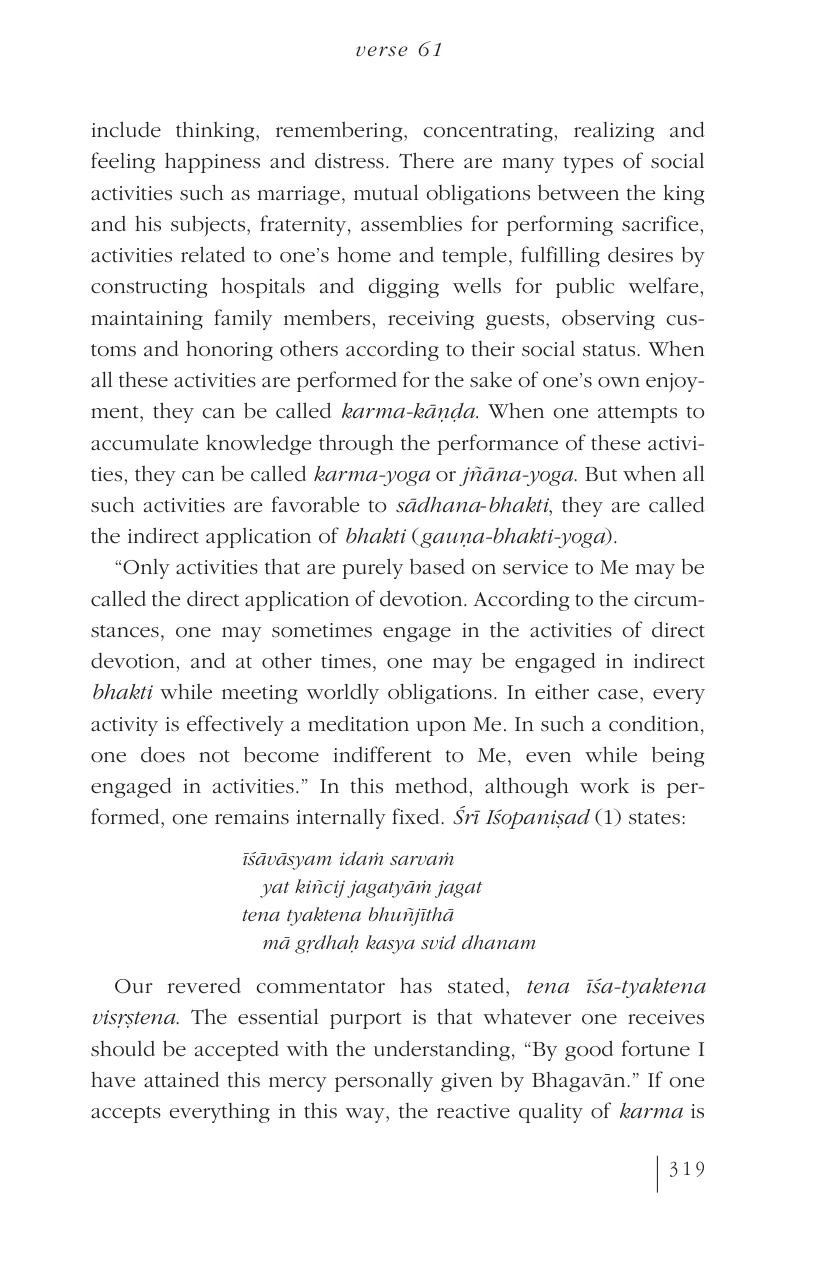 verse 61
include thinking, remembering, concentrating, realizing and
feeling happiness and distress. There are many types of social
activities such as marriage, mutual obligations between the king
and his subjects, fraternity, assemblies for performing sacrifice,
activities related to one’s home and temple, fulfilling desires by
constructing hospitals and digging wells for public welfare,
maintaining family members, receiving guests, observing cus-
toms and honoring others according to their social status. When
all these activities are performed for the sake of one’s own enjoy-
ment, they can be called karma-kāṇḍa. When one attempts to
accumulate knowledge through the performance of these activi-
ties, they can be called karma-yoga or jñāna-yoga. But when all
such activities are favorable to sādhana-bhakti, they are called
the indirect application of bhakti (gauṇa-bhakti-yoga).
“Only activities that are purely based on service to Me may be
called the direct application of devotion. According to the circum-
stances, one may sometimes engage in the activities of direct
devotion, and at other times, one may be engaged in indirect
bhakti while meeting worldly obligations. In either case, every
activity is effectively a meditation upon Me. In such a condition,
one does not become indifferent to Me, even while being
engaged in activities.” In this method, although work is per-
formed, one remains internally fixed. Śrī Iśopaniṣad (1) states:
īśāvāsyam idaṁ sarvaṁ
yat kiñcij jagatyāṁ jagat
tena tyaktena bhuñjīthā
mā gṛdhaḥ kasya svid dhanam
Our revered commentator has stated, tena īśa-tyaktena
visṛṣtena. The essential purport is that whatever one receives
should be accepted with the understanding, “By good fortune I
have attained this mercy personally given by Bhagavān.” If one
accepts everything in this way, the reactive quality of karma is
319